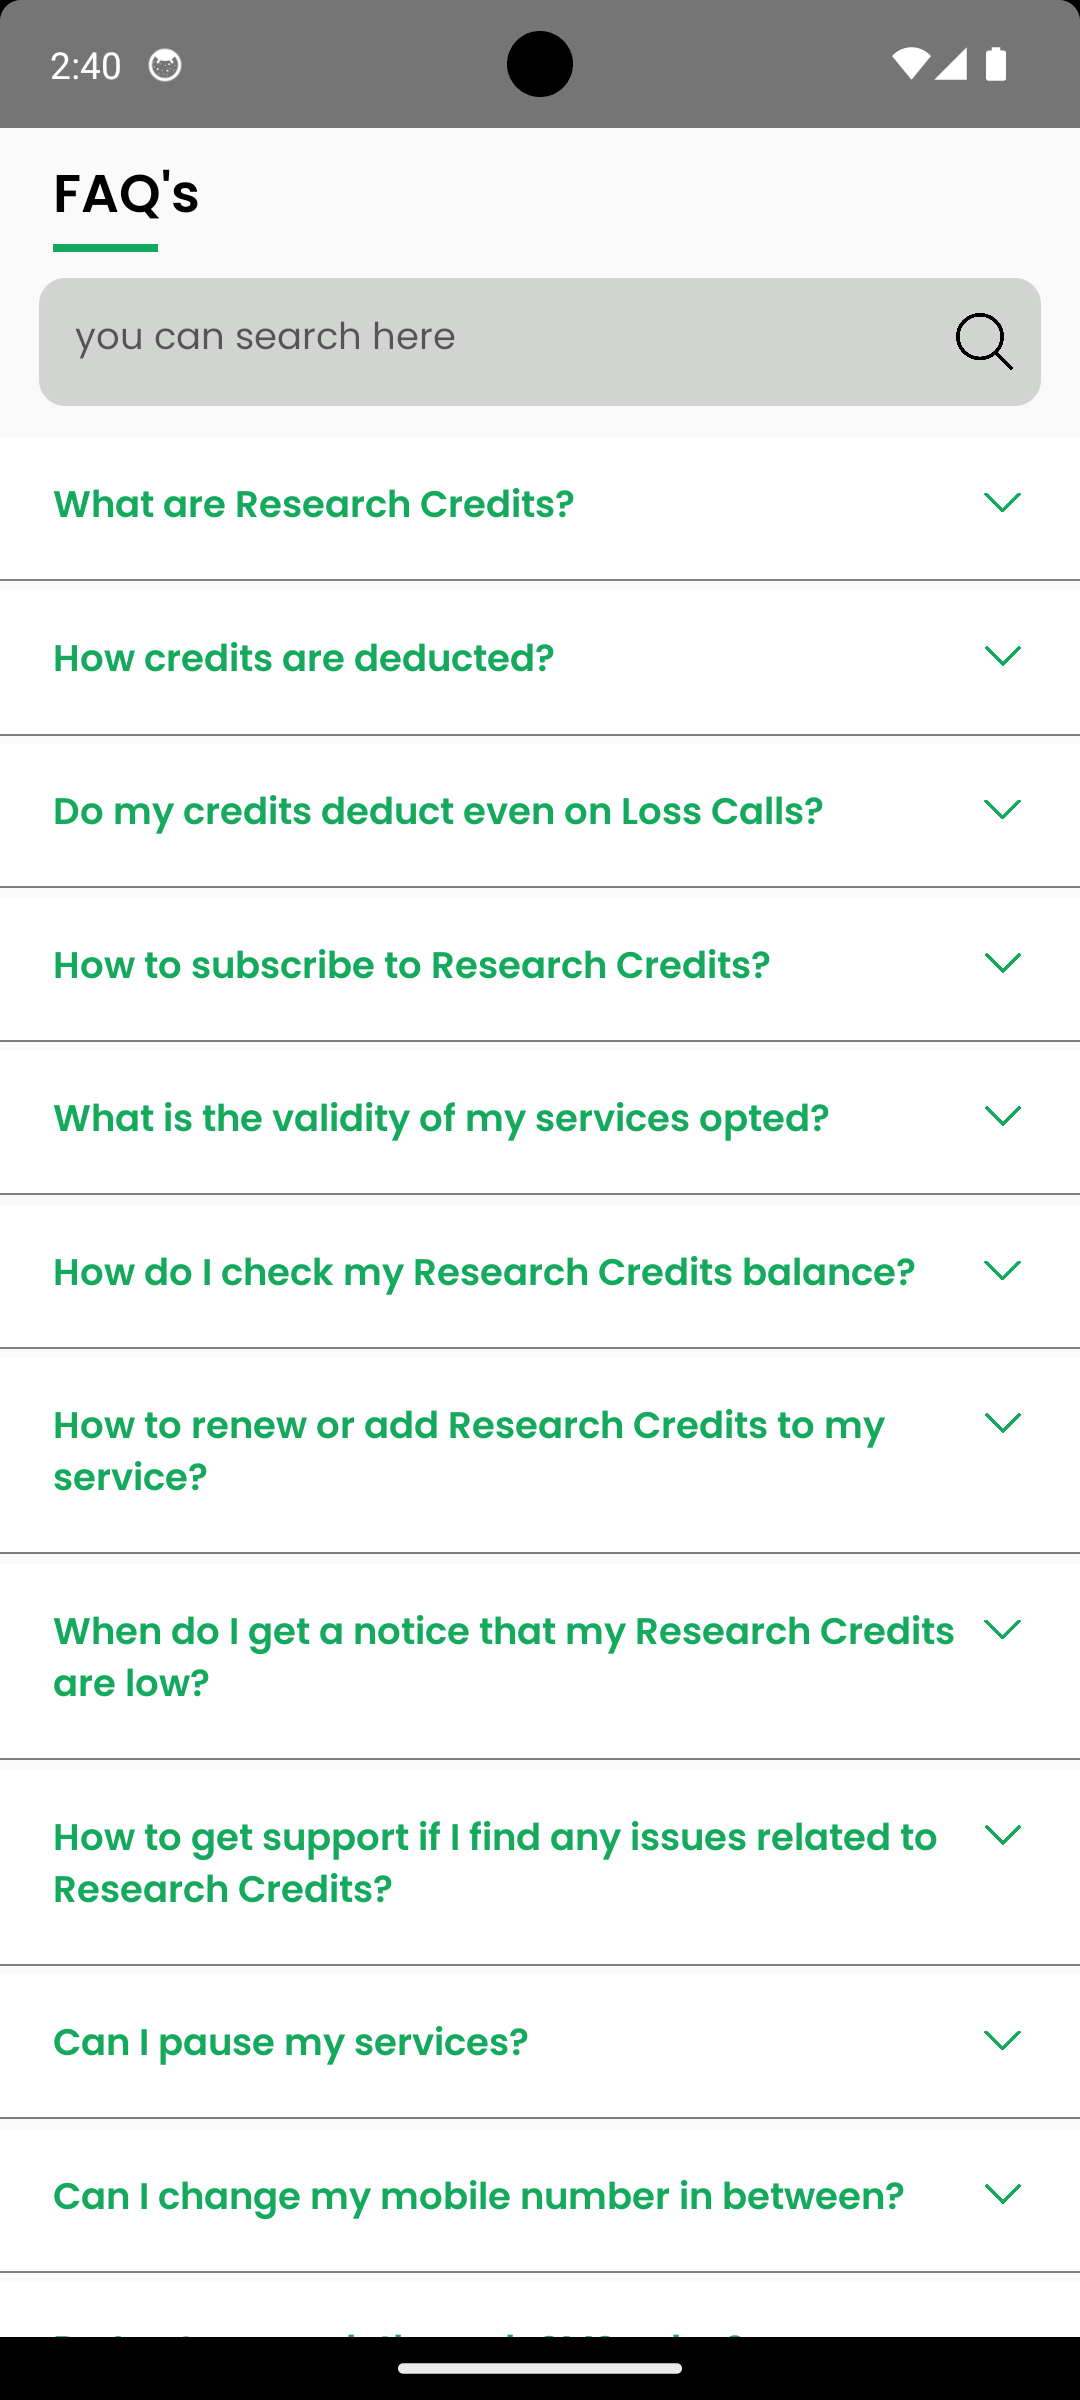 2:40
FAQ's
you can search here
What are Research Credits?
How credits are deducted?
Do my credits deduct even on Loss Calls?
How to subscribe to Research Credits?
What is the validity of my services opted?
How do I check my Research Credits balance?
How to renew or add Research Credits to my
service?
When do I get a notice that my Research Credits
are low?
How to get support if I find any issues related to
Research Credits?
Can I pause my services?
Can I change my mobile number in between?